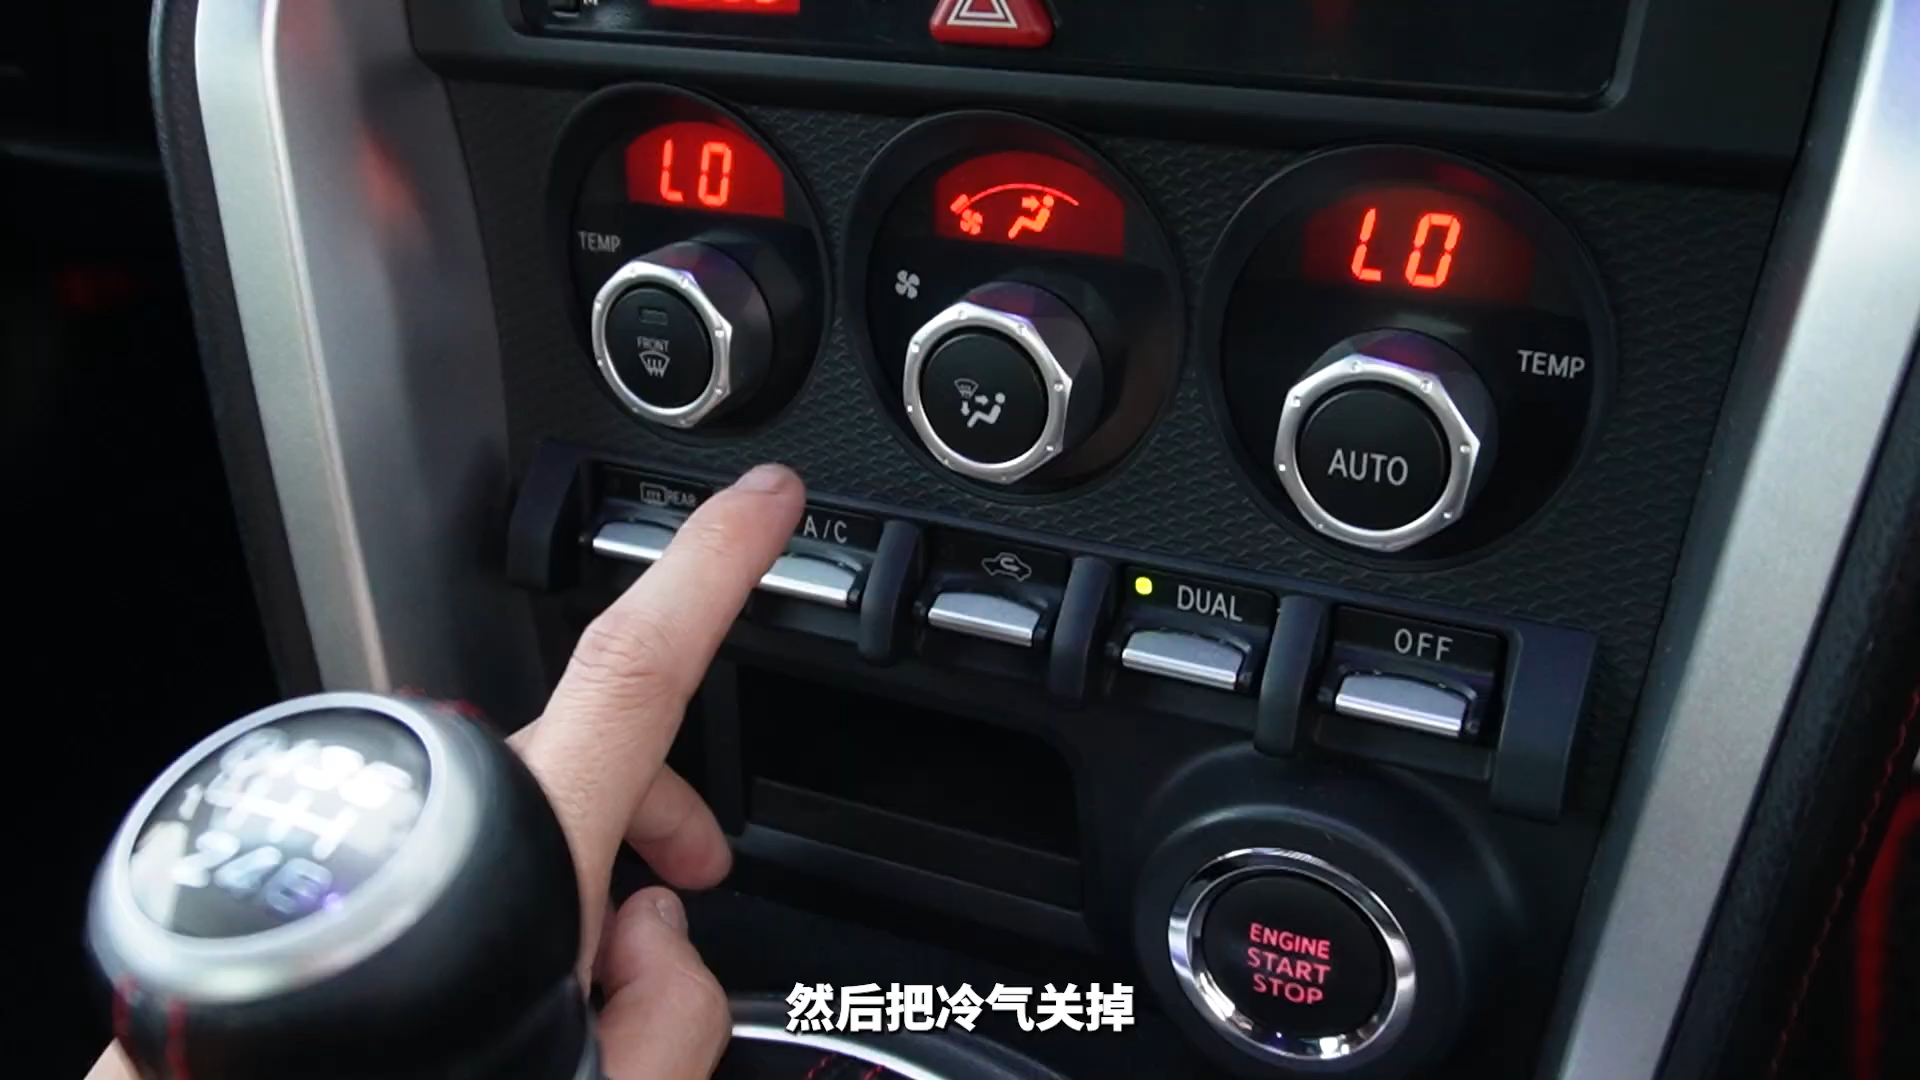 LO
LO
TEMP
TEMP
FRONT
AUTO
REAR
A/C
DUAL
OFF
ENGINE
START
STOP
然后把冷气关掉